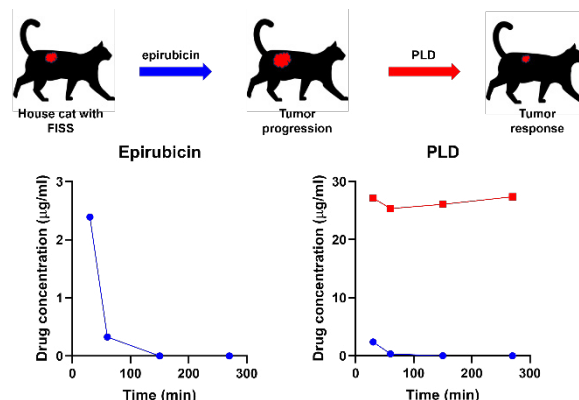 epirubicin
PLD
House cat with
FISS
Tumor
progression
Tumor
response
Epirubicin
Drug concentration (μg/ml)
3
2
1
0
0
100
200
300
Time (min)
PLD
Drug concentration (μg/ml)
30
20
10
0
0
100
200
300
Time (min)